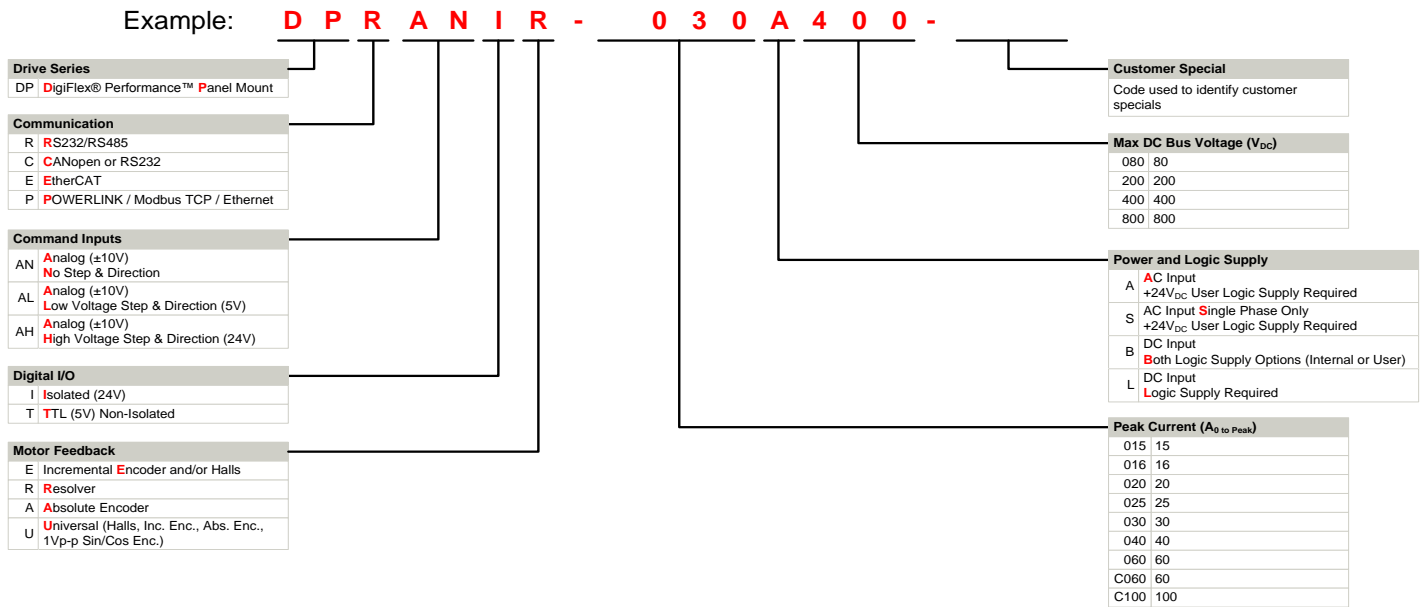 Example: D P R A N I R - 0 3 0 A 4 0 0 -
Drive Series
DP DigiFlex® Performance™ Panel Mount
Communication
R RS232/RS485
C CANopen or RS232
E EtherCAT
P POWERLINK / Modbus TCP / Ethernet
Command Inputs
AN Analog (±10V)
No Step & Direction
AL Analog (±10V)
Low Voltage Step & Direction (5V)
AH Analog (±10V)
High Voltage Step & Direction (24V)
Digital I/O
I Isolated (24V)
T TTL (5V) Non-Isolated
Motor Feedback
E Incremental Encoder and/or Halls
R Resolver
A Absolute Encoder
U Universal (Halls, Inc. Enc., Abs. Enc.,
1Vp-p Sin/Cos Enc.)
Customer Special
Code used to identify customer
specials
Max DC Bus Voltage (VDC)
080 80
200 200
400 400
800 800
Power and Logic Supply
A AC Input
+24VDC User Logic Supply Required
S AC Input Single Phase Only
+24VDC User Logic Supply Required
B DC Input
Both Logic Supply Options (Internal or User)
L DC Input
Logic Supply Required
Peak Current (A0 to Peak)
015 15
016 16
020 20
025 25
030 30
040 40
060 60
C060 60
C100 100